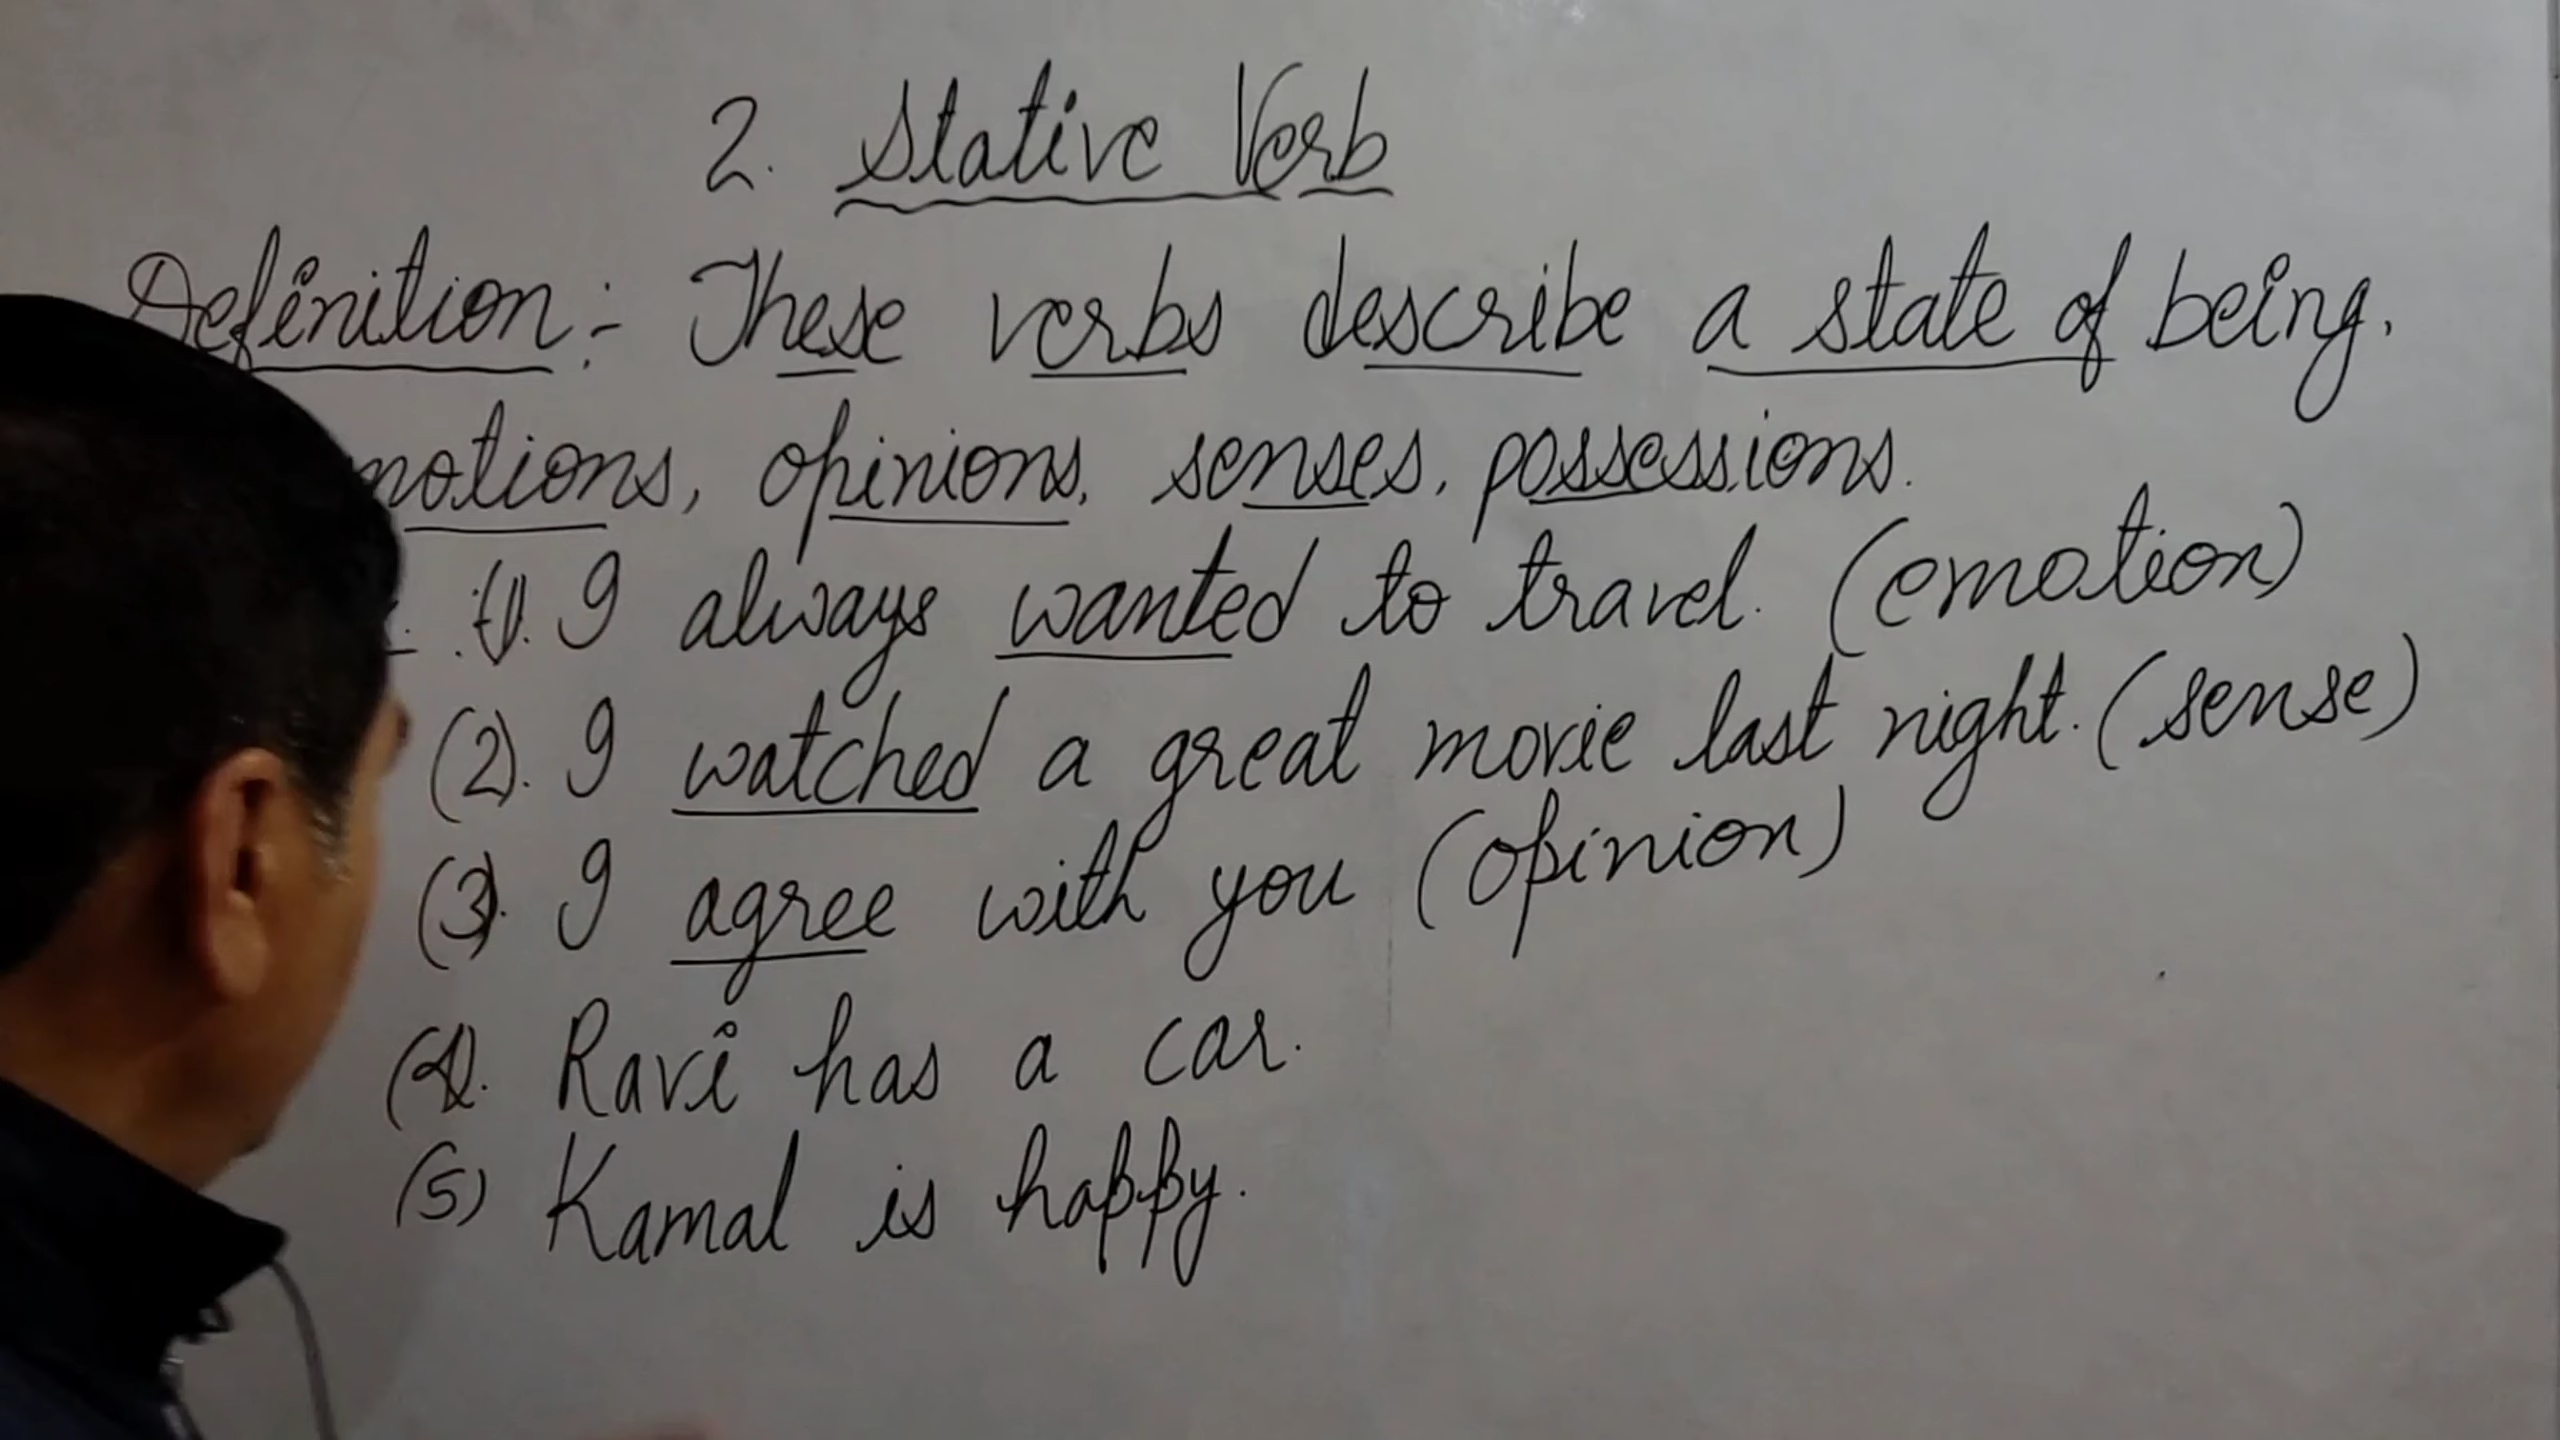 2. Stative Verb
Definition:- These verbs describe a state of being.
motions, opinions, senses, possessions.
(1). I always wanted to travel. (emotion)
(2). I watched a great movie last night. (sense)
(3). I agree with you (opinion)
(4). Ravi has a car.
(5) Kamal is happy.